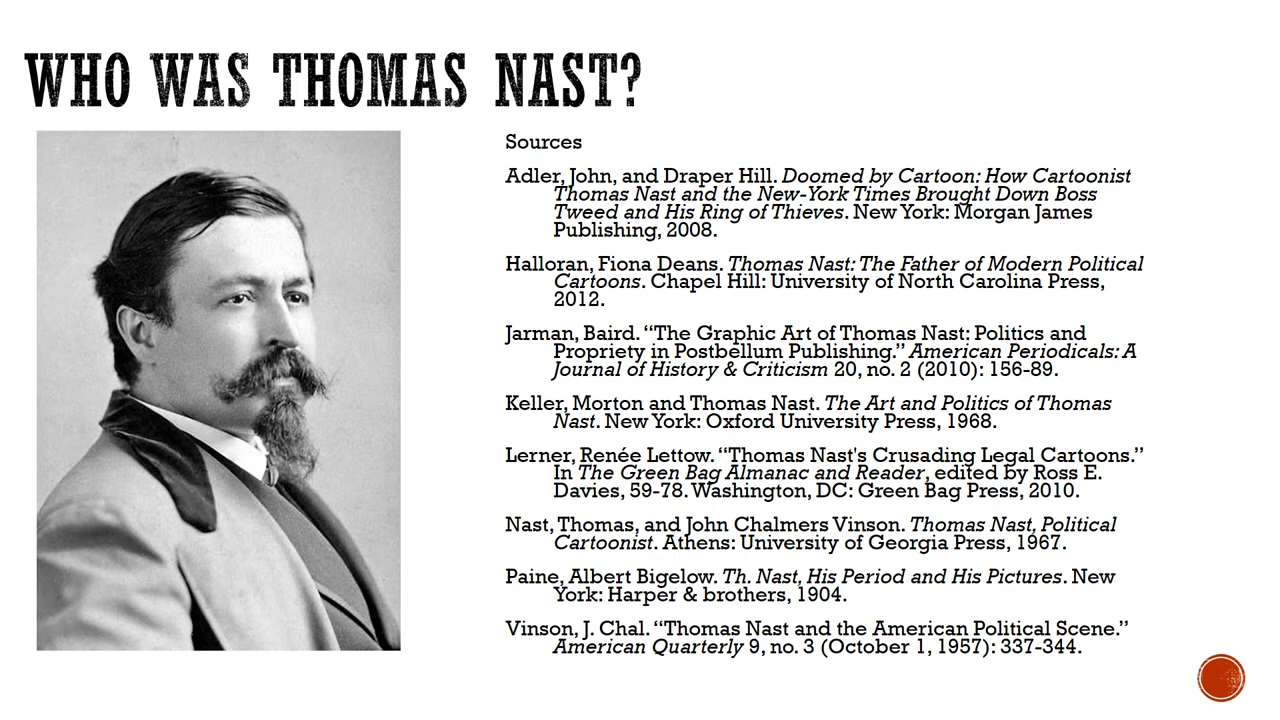 WHO WAS THOMAS NAST?
Sources
Adler, John, and Draper Hill. Doomed by Cartoon: How Cartoonist
Thomas Nast and the New-York Times Brought Down Boss
Tweed and His Ring of Thieves. New York: Morgan James
Publishing, 2008.
Halloran, Fiona Deans. Thomas Nast: The Father of Modern Political
Cartoons. Chapel Hill: University of North Carolina Press,
2012.
Jarman, Baird. “The Graphic Art of Thomas Nast: Politics and
Propriety in Postbellum Publishing.” American Periodicals: A
Journal of History & Criticism 20, no. 2 (2010): 156-89.
Keller, Morton and Thomas Nast. The Art and Politics of Thomas
Nast. New York: Oxford University Press, 1968.
Lerner, Renée Lettow. “Thomas Nast's Crusading Legal Cartoons.”
In The Green Bag Almanac and Reader, edited by Ross E.
Davies, 59-78. Washington, DC: Green Bag Press, 2010.
Nast, Thomas, and John Chalmers Vinson. Thomas Nast, Political
Cartoonist. Athens: University of Georgia Press, 1967.
Paine, Albert Bigelow. Th. Nast, His Period and His Pictures. New
York: Harper & brothers, 1904.
Vinson, J. Chal. “Thomas Nast and the American Political Scene.”
American Quarterly 9, no. 3 (October 1, 1957): 337-344.